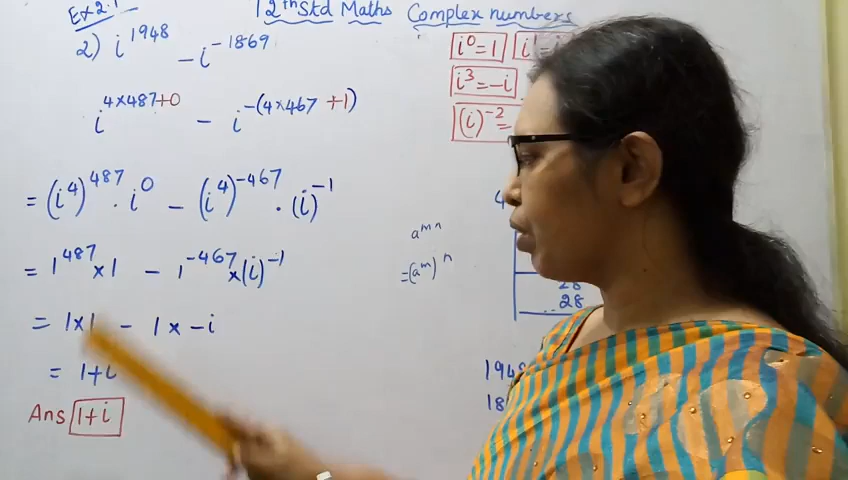 Ex 2.1
12thStd Maths Complex numbers
2) i^1948 - i^-1869
i^0=1
i^3=-i
(i)^-2=
i^4×487+0 - i^-(4×467+1)
= (i^4)^487 · i^0 - (i^4)^-467 · (i)^-1
a^mn
=(a^m)^n
= 1^487×1 - 1^-467×(i)^-1
28
28
= 1×1 - 1×-i
= 1+i
Ans 1+i